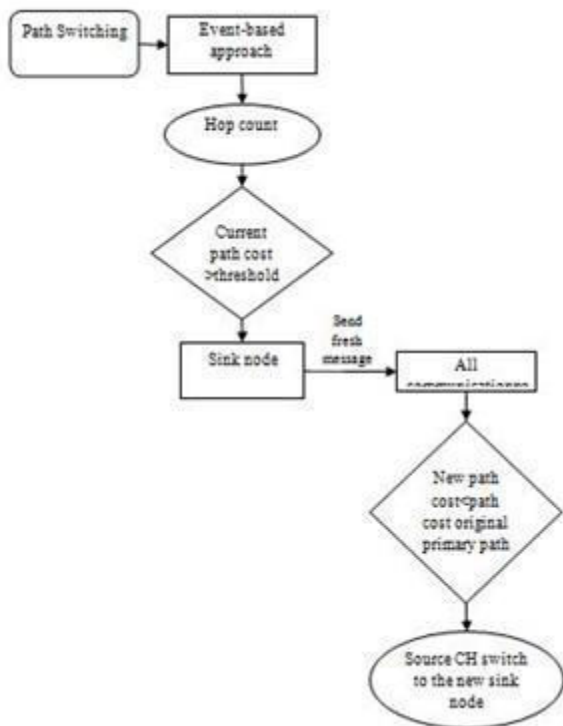 Path Switching
Event-based
approach
Hop count
Current
path cost
>threshold
Sink node
Send
fresh
message
All
New path
cost<path
cost original
primary path
Source CH switch
to the new sink
node